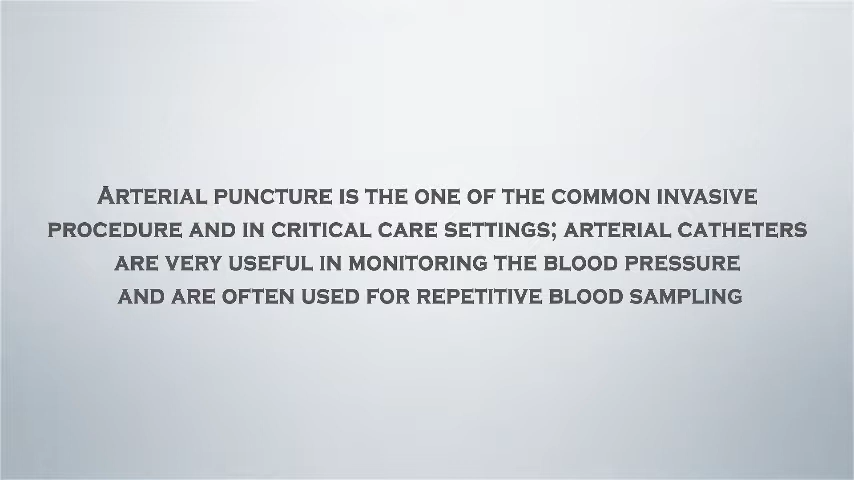 Arterial puncture is the one of the common invasive
procedure and in critical care settings; arterial catheters
are very useful in monitoring the blood pressure
and are often used for repetitive blood sampling